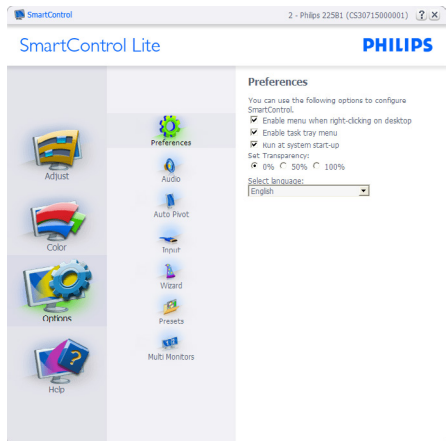 SmartControl
2 - Philips 225B1 (CS30715000001)
SmartControl Lite
PHILIPS
Adjust
Color
Options
Help
Preferences
Audio
Auto Pivot
Input
Wizard
Presets
Multi Monitors
Preferences
You can use the following options to configure
SmartControl.
Enable menu when right-clicking on desktop
Enable task tray menu
Run at system start-up
Set Transparency:
0% 50% 100%
Select language:
English